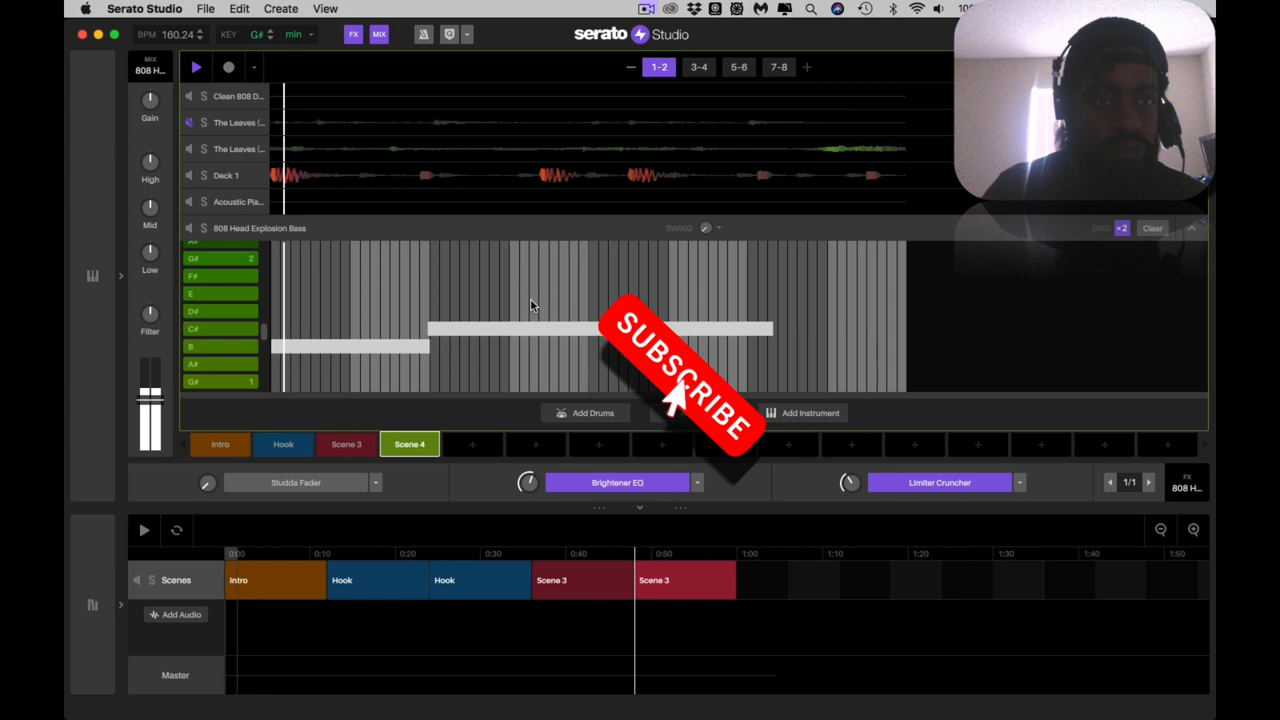 Serato Studio File Edit Create View
BPM 160.24 KEY G# min FX MIX serato Studio
MIX
808 H...
1-2 3-4 5-6 7-8
Gain
High
Mid
Low
Filter
S Clean 808 D...
S The Leaves (...
S The Leaves (...
S Deck 1
S Acoustic Pia...
S 808 Head Explosion Bass SWING GRID ×2 Clear
A#
G# 2
F#
E
D#
C#
B
A#
G# 1
SUBSCRIBE
Add Drums Add Instrument
Intro Hook Scene 3 Scene 4
Studda Fader Brightener EQ Limiter Cruncher 1/1 FX
808 H...
0:00 0:10 0:20 0:30 0:40 0:50 1:00 1:10 1:20 1:30 1:40 1:50
S Scenes Intro Hook Hook Scene 3 Scene 3
Add Audio
Master